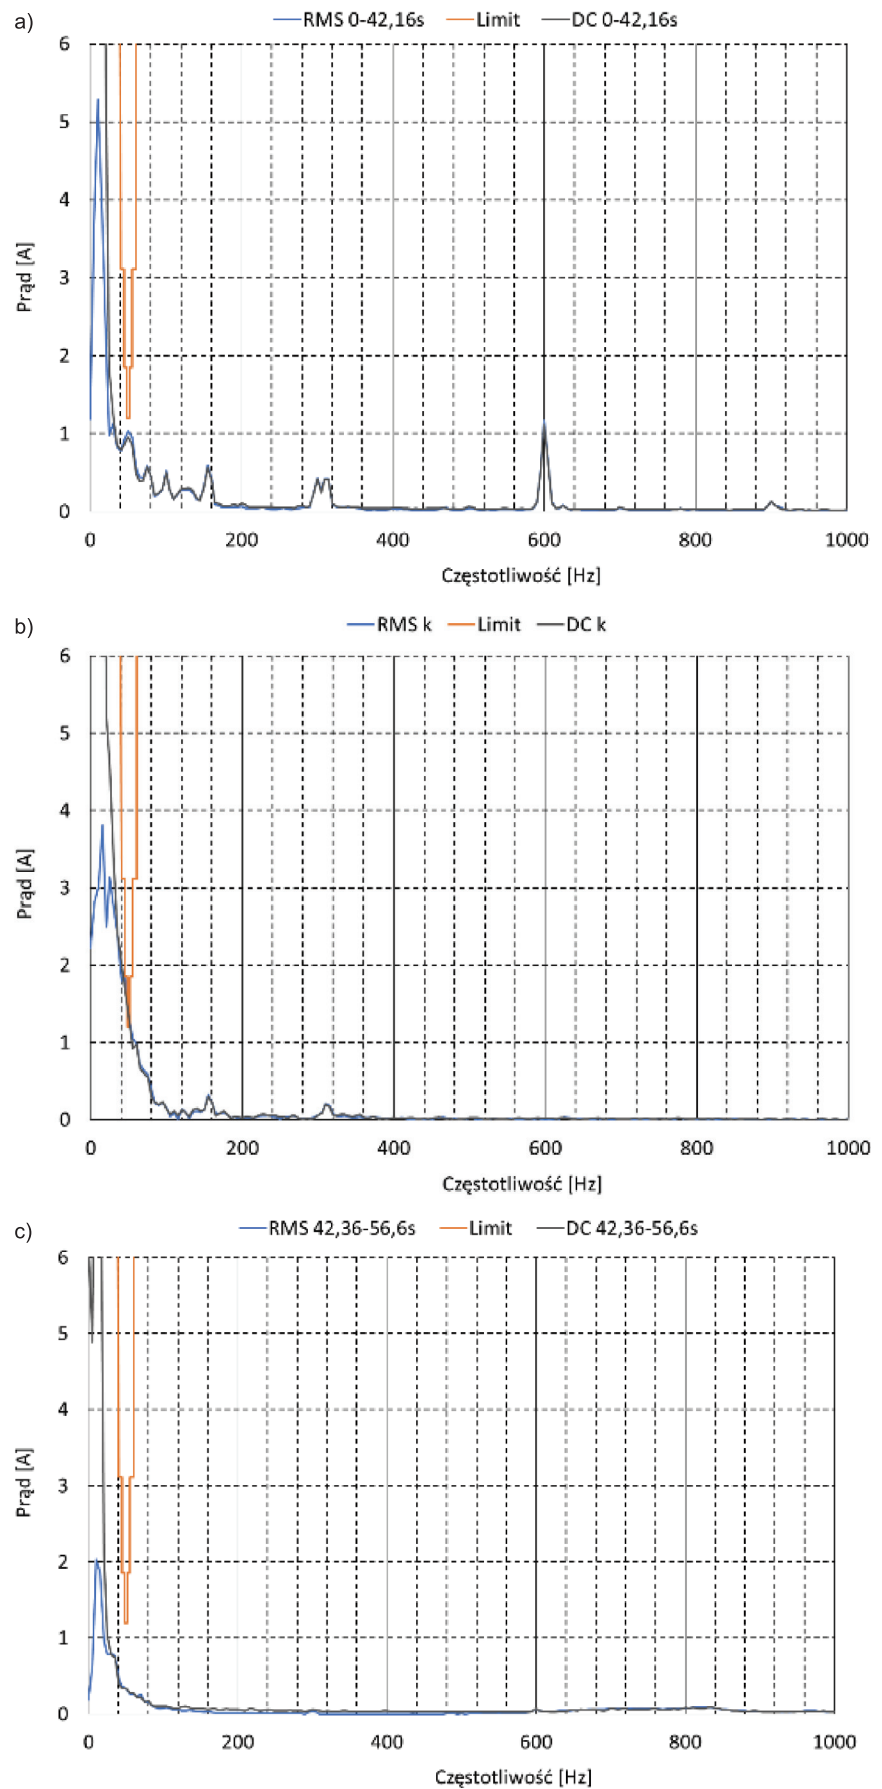 a)
RMS 0-42,16s Limit DC 0-42,16s
6
5
4
3
2
1
0
Prąd [A]
0 200 400 600 800 1000
Częstotliwość [Hz]
b)
RMS k Limit DC k
6
5
4
3
2
1
0
Prąd [A]
0 200 400 600 800 1000
Częstotliwość [Hz]
c)
RMS 42,36-56,6s Limit DC 42,36-56,6s
6
5
4
3
2
1
0
Prąd [A]
0 200 400 600 800 1000
Częstotliwość [Hz]